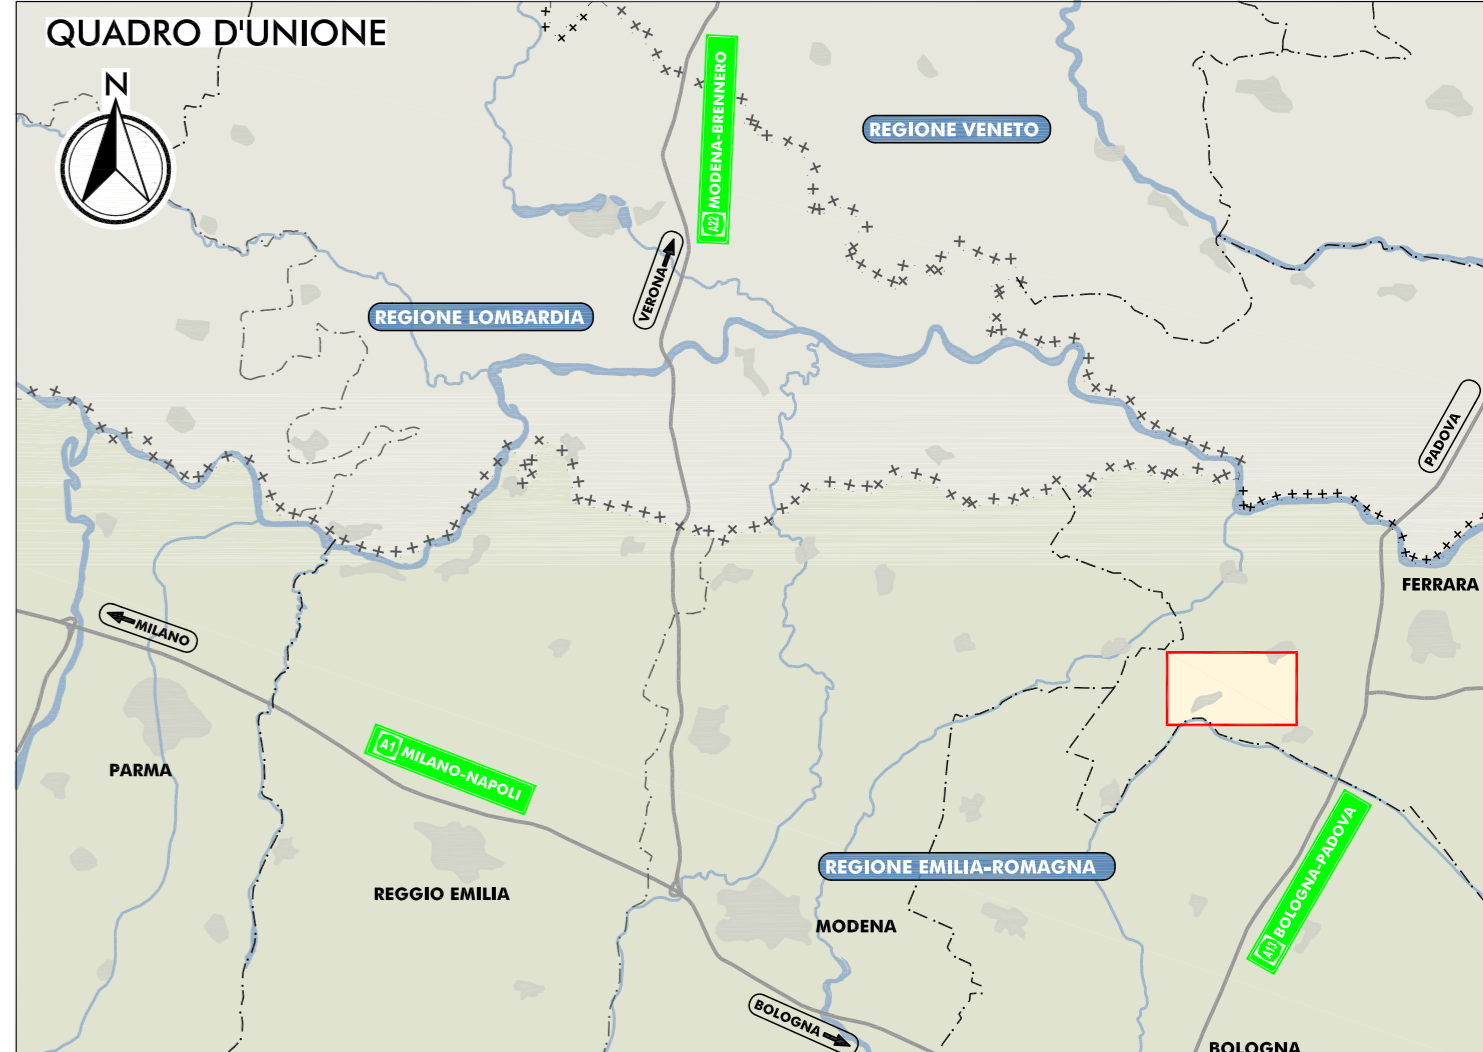 QUADRO D'UNIONE
N
A22 MODENA-BRENNERO
REGIONE VENETO
VERONA
REGIONE LOMBARDIA
PADOVA
FERRARA
MILANO
PARMA
A1 MILANO-NAPOLI
REGGIO EMILIA
REGIONE EMILIA-ROMAGNA
A13 BOLOGNA-PADOVA
MODENA
BOLOGNA
BOLOGNA